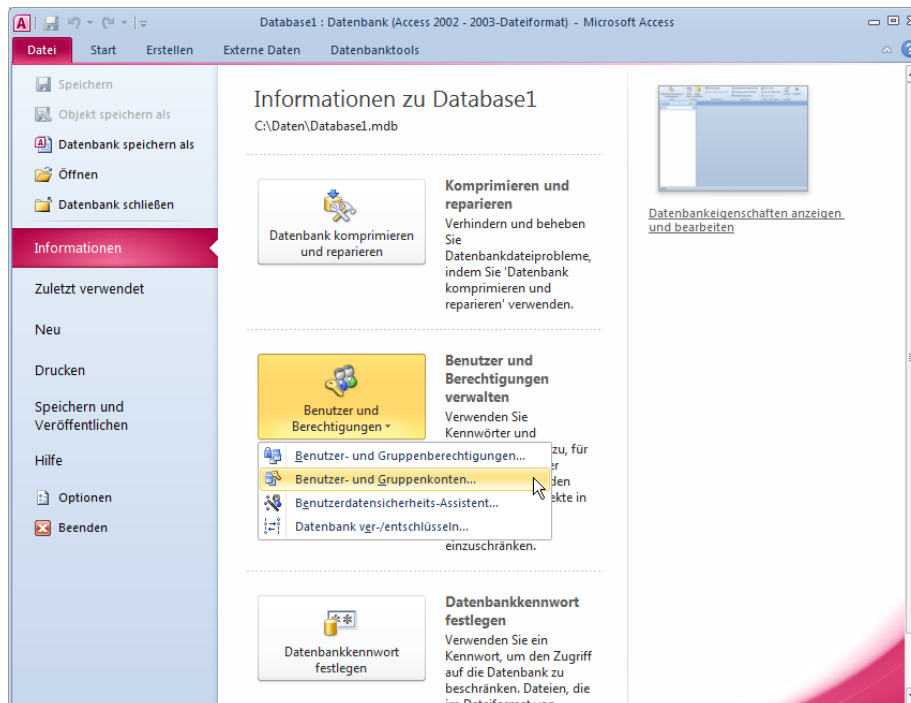 Database1 : Datenbank (Access 2002 - 2003-Dateiformat) - Microsoft Access
Datei
Start
Erstellen
Externe Daten
Datenbanktools
Speichern
Objekt speichern als
Datenbank speichern als
Öffnen
Datenbank schließen
Informationen
Zuletzt verwendet
Neu
Drucken
Speichern und
Veröffentlichen
Hilfe
Optionen
Beenden
Informationen zu Database1
C:\Daten\Database1.mdb
Datenbank komprimieren
und reparieren
Komprimieren und
reparieren
Verhindern und beheben
Sie
Datenbankdateiprobleme,
indem Sie 'Datenbank
komprimieren und
reparieren' verwenden.
Benutzer und
Berechtigungen
Benutzer und
Berechtigungen
verwalten
Verwenden Sie
Kennwörter und
zu, für
Benutzer- und Gruppenberechtigungen...
Benutzer- und Gruppenkonten...
Benutzerdatensicherheits-Assistent...
Datenbank ver-/entschlüsseln...
einzuschränken.
Datenbankkennwort
festlegen
Datenbankkennwort
festlegen
Verwenden Sie ein
Kennwort, um den Zugriff
auf die Datenbank zu
beschränken. Dateien, die
im Dateiformat von
Datenbankeigenschaften anzeigen
und bearbeiten